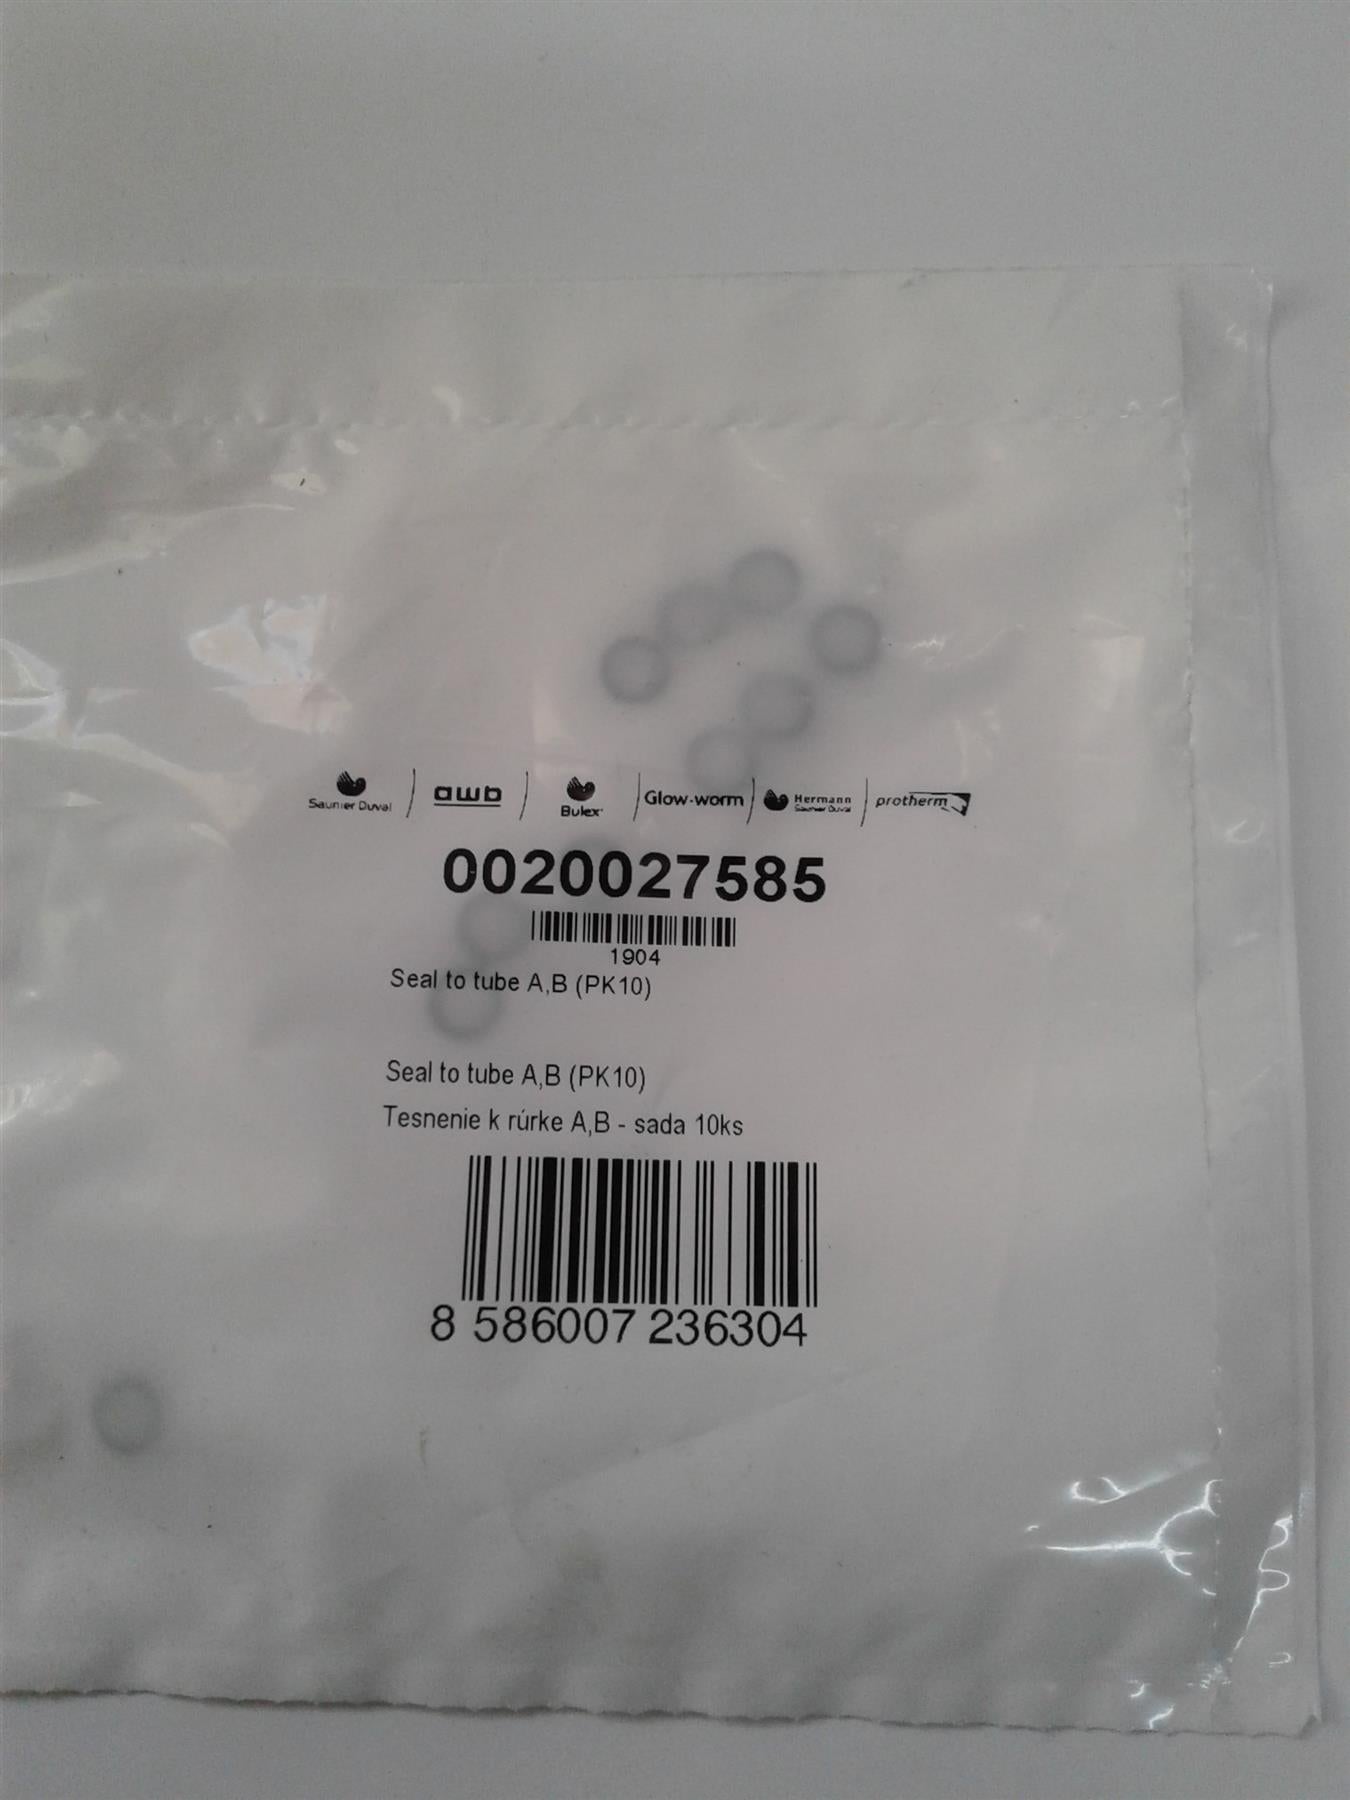 Saunier Duval awb Bulex Glow-worm Hermann Saunier Duval protherm
0020027585
1904
Seal to tube A,B (PK10)
Seal to tube A,B (PK10)
Tesnenie k rúrke A,B - sada 10ks
8 586007 236304